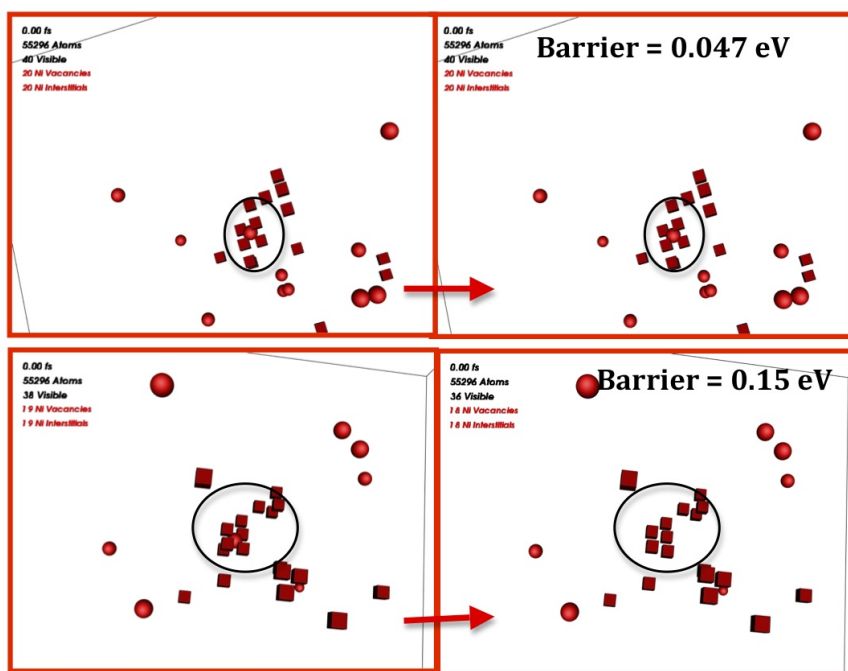 0.00 fs
55296 Atoms
40 Visible
20 Ni Vacancies
20 Ni Interstitials
0.00 fs
55296 Atoms
40 Visible
20 Ni Vacancies
20 Ni Interstitials
Barrier = 0.047 eV
0.00 fs
55296 Atoms
38 Visible
19 Ni Vacancies
19 Ni Interstitials
0.00 fs
55296 Atoms
36 Visible
18 Ni Vacancies
18 Ni Interstitials
Barrier = 0.15 eV